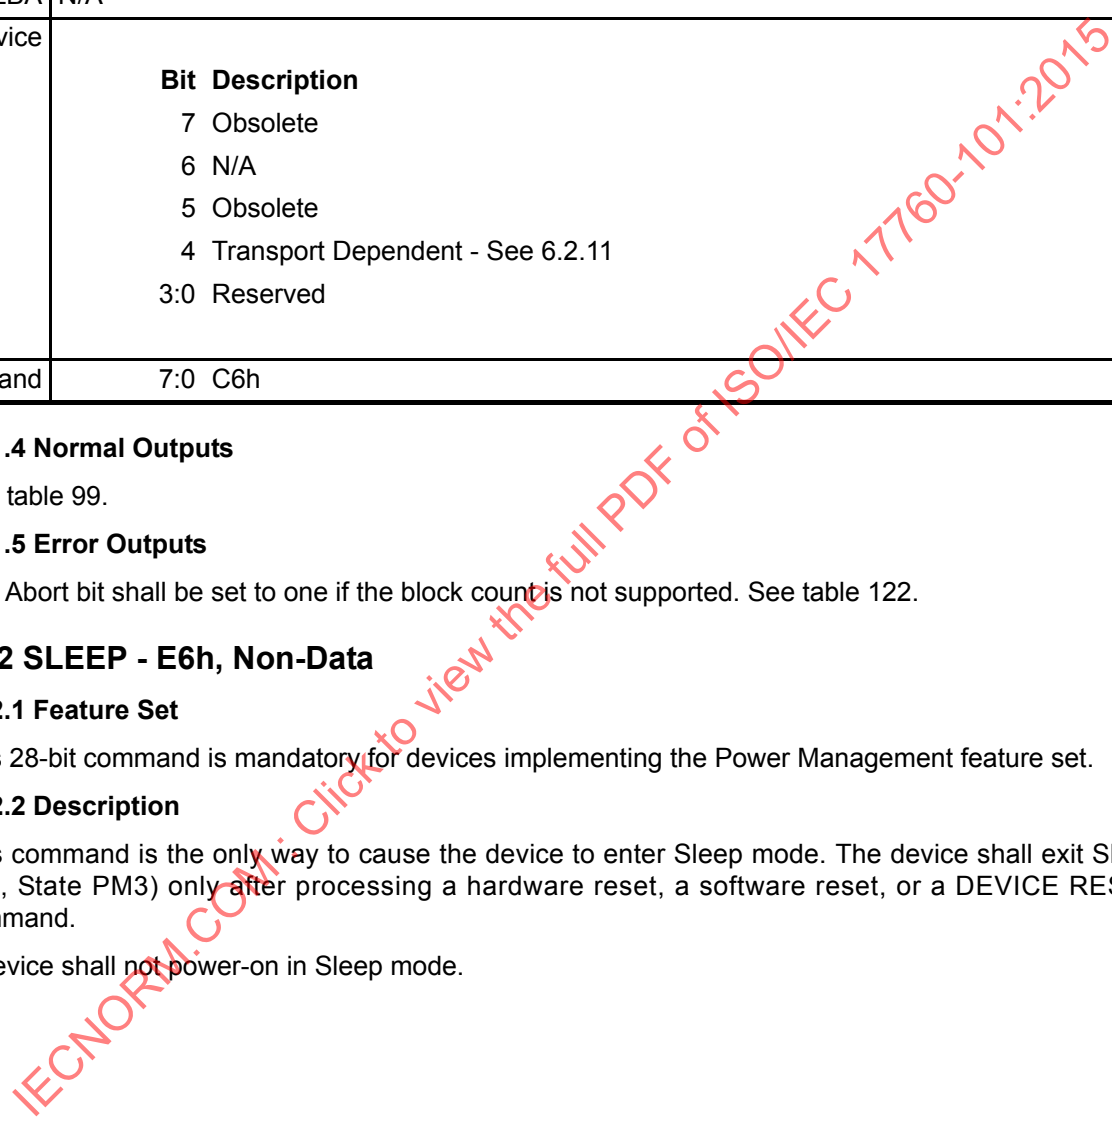 N/A
vice
Bit Description
7 Obsolete
6 N/A
5 Obsolete
4 Transport Dependent - See 6.2.11
3:0 Reserved
and 7:0 C6h
.4 Normal Outputs
table 99.
.5 Error Outputs
Abort bit shall be set to one if the block count is not supported. See table 122.
2 SLEEP - E6h, Non-Data
2.1 Feature Set
s 28-bit command is mandatory for devices implementing the Power Management feature set.
2.2 Description
s command is the only way to cause the device to enter Sleep mode. The device shall exit Sl
, State PM3) only after processing a hardware reset, a software reset, or a DEVICE RES
mand.
evice shall not power-on in Sleep mode.
IECNORM.COM : Click to view the full PDF of ISO/IEC 17760-101:2015